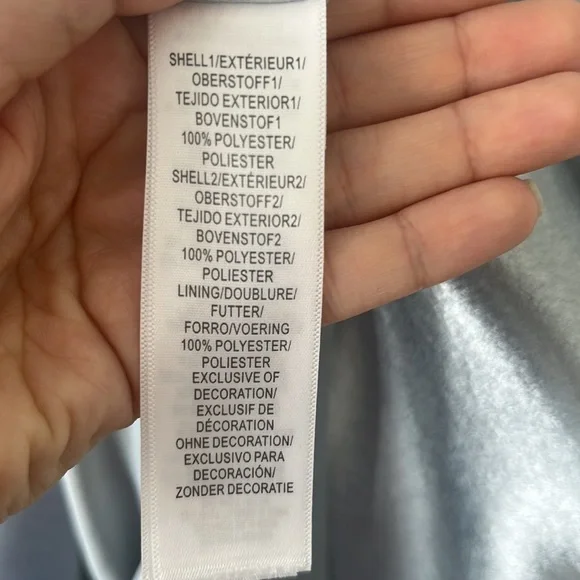 SHELL1/EXTÉRIEUR1/
OBERSTOFF1/
TEJIDO EXTERIOR1/
BOVENSTOF1
100% POLYESTER/
POLIESTER
SHELL2/EXTÉRIEUR2/
OBERSTOFF2/
TEJIDO EXTERIOR2/
BOVENSTOF2
100% POLYESTER/
POLIESTER
LINING/DOUBLURE/
FUTTER/
FORRO/VOERING
100% POLYESTER/
POLIESTER
EXCLUSIVE OF
DECORATION/
EXCLUSIF DE
DÉCORATION
OHNE DECORATION/
EXCLUSIVO PARA
DECORACIÓN/
ZONDER DECORATIE